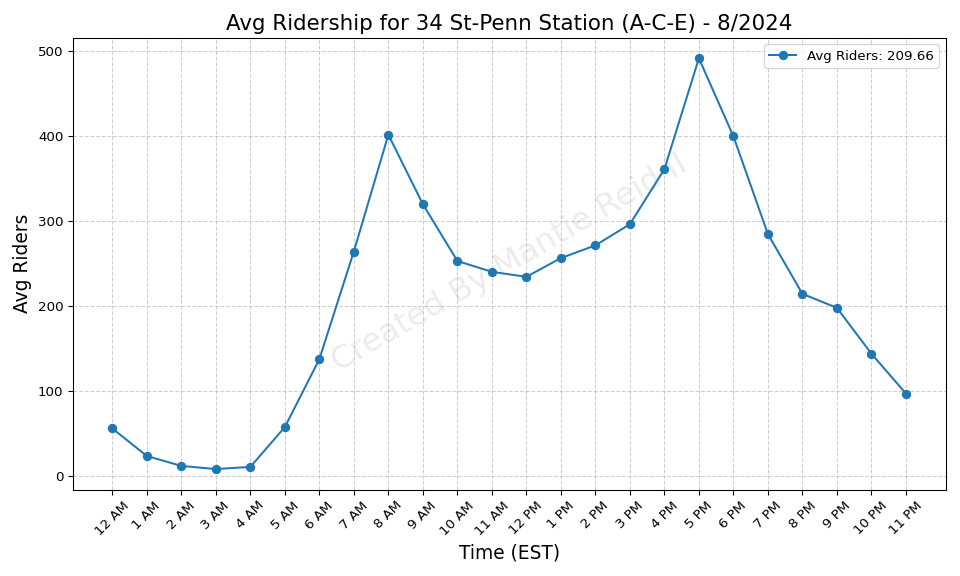 Avg Ridership for 34 St-Penn Station (A-C-E) - 8/2024
Avg Riders: 209.66
500
400
300
200
100
0
Avg Riders
Created By Mantle Reid II
12 AM
1 AM
2 AM
3 AM
4 AM
5 AM
6 AM
7 AM
8 AM
9 AM
10 AM
11 AM
12 PM
1 PM
2 PM
3 PM
4 PM
5 PM
6 PM
7 PM
8 PM
9 PM
10 PM
11 PM
Time (EST)